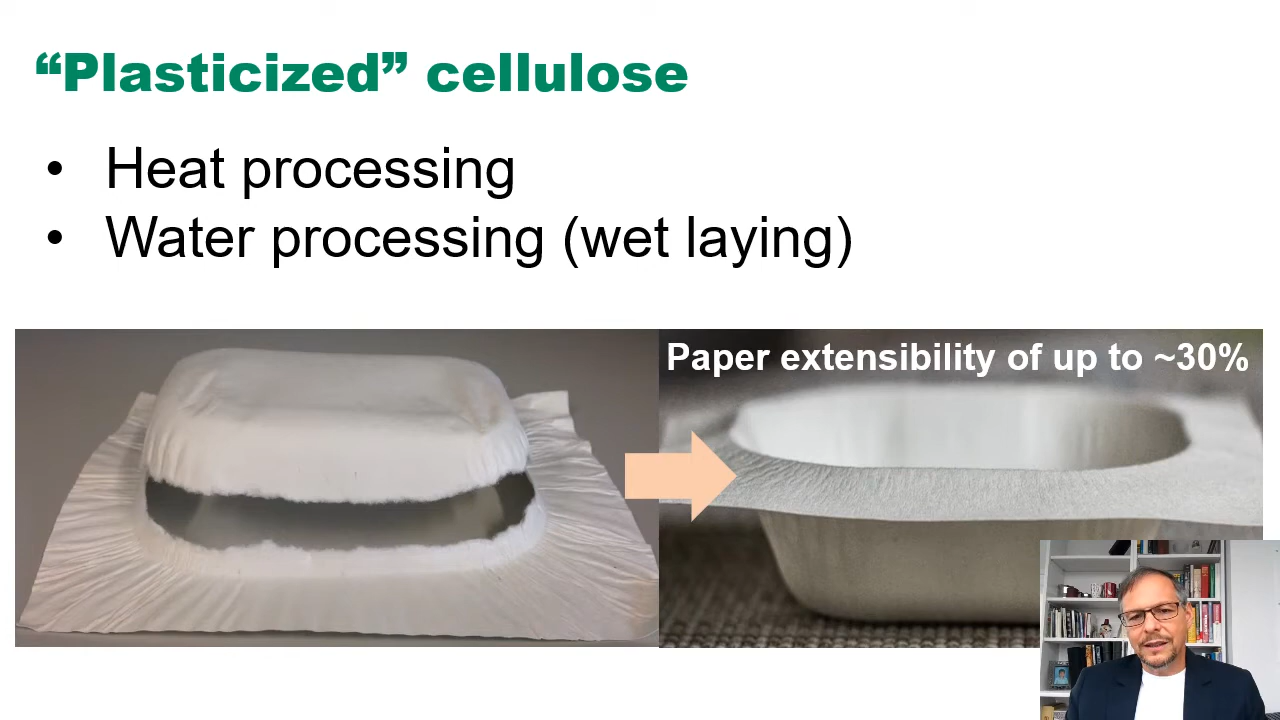 “Plasticized” cellulose
• Heat processing
• Water processing (wet laying)
Paper extensibility of up to ~30%